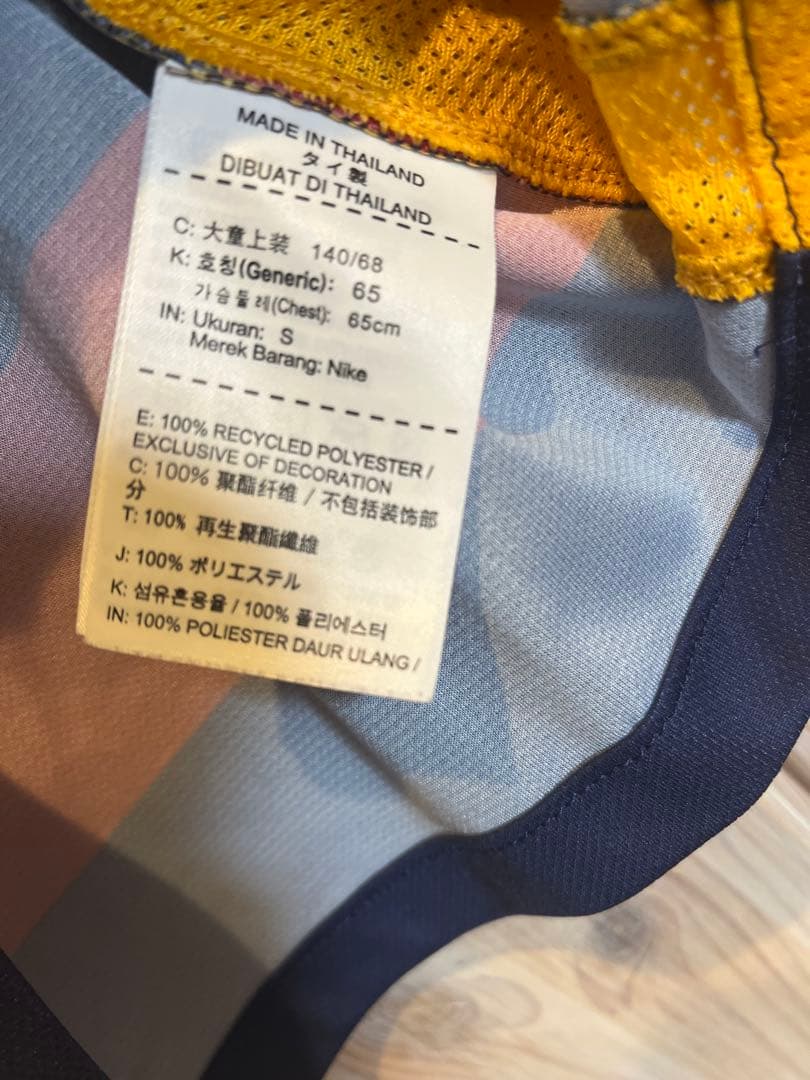 MADE IN THAILAND
タイ製
DIBUAT DI THAILAND
C: 大童上装 140/68
K: 호칭(Generic): 65
가슴둘레(Chest): 65cm
IN: Ukuran: S
Merek Barang: Nike
E: 100% RECYCLED POLYESTER /
EXCLUSIVE OF DECORATION
C: 100% 聚酯纤维 / 不包括装饰部
分
T: 100% 再生聚酯纖維
J: 100% ポリエステル
K: 섬유혼용율 / 100% 폴리에스터
IN: 100% POLIESTER DAUR ULANG /